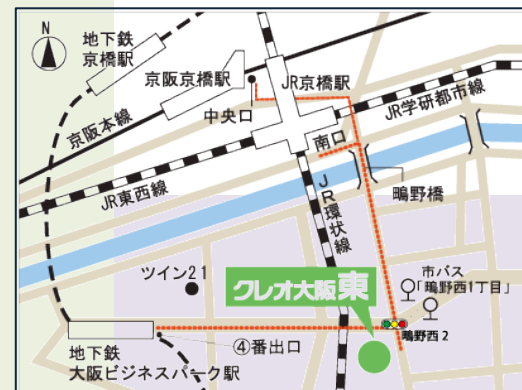 N
地下鉄
京橋駅
京阪京橋駅
JR京橋駅
中央口
京阪本線
JR学研都市線
南口
JR東西線
鴫野橋
JR環状線
ツイン21
クレオ大阪東
市バス
「鴫野西1丁目」
鴫野西2
④番出口
地下鉄
大阪ビジネスパーク駅